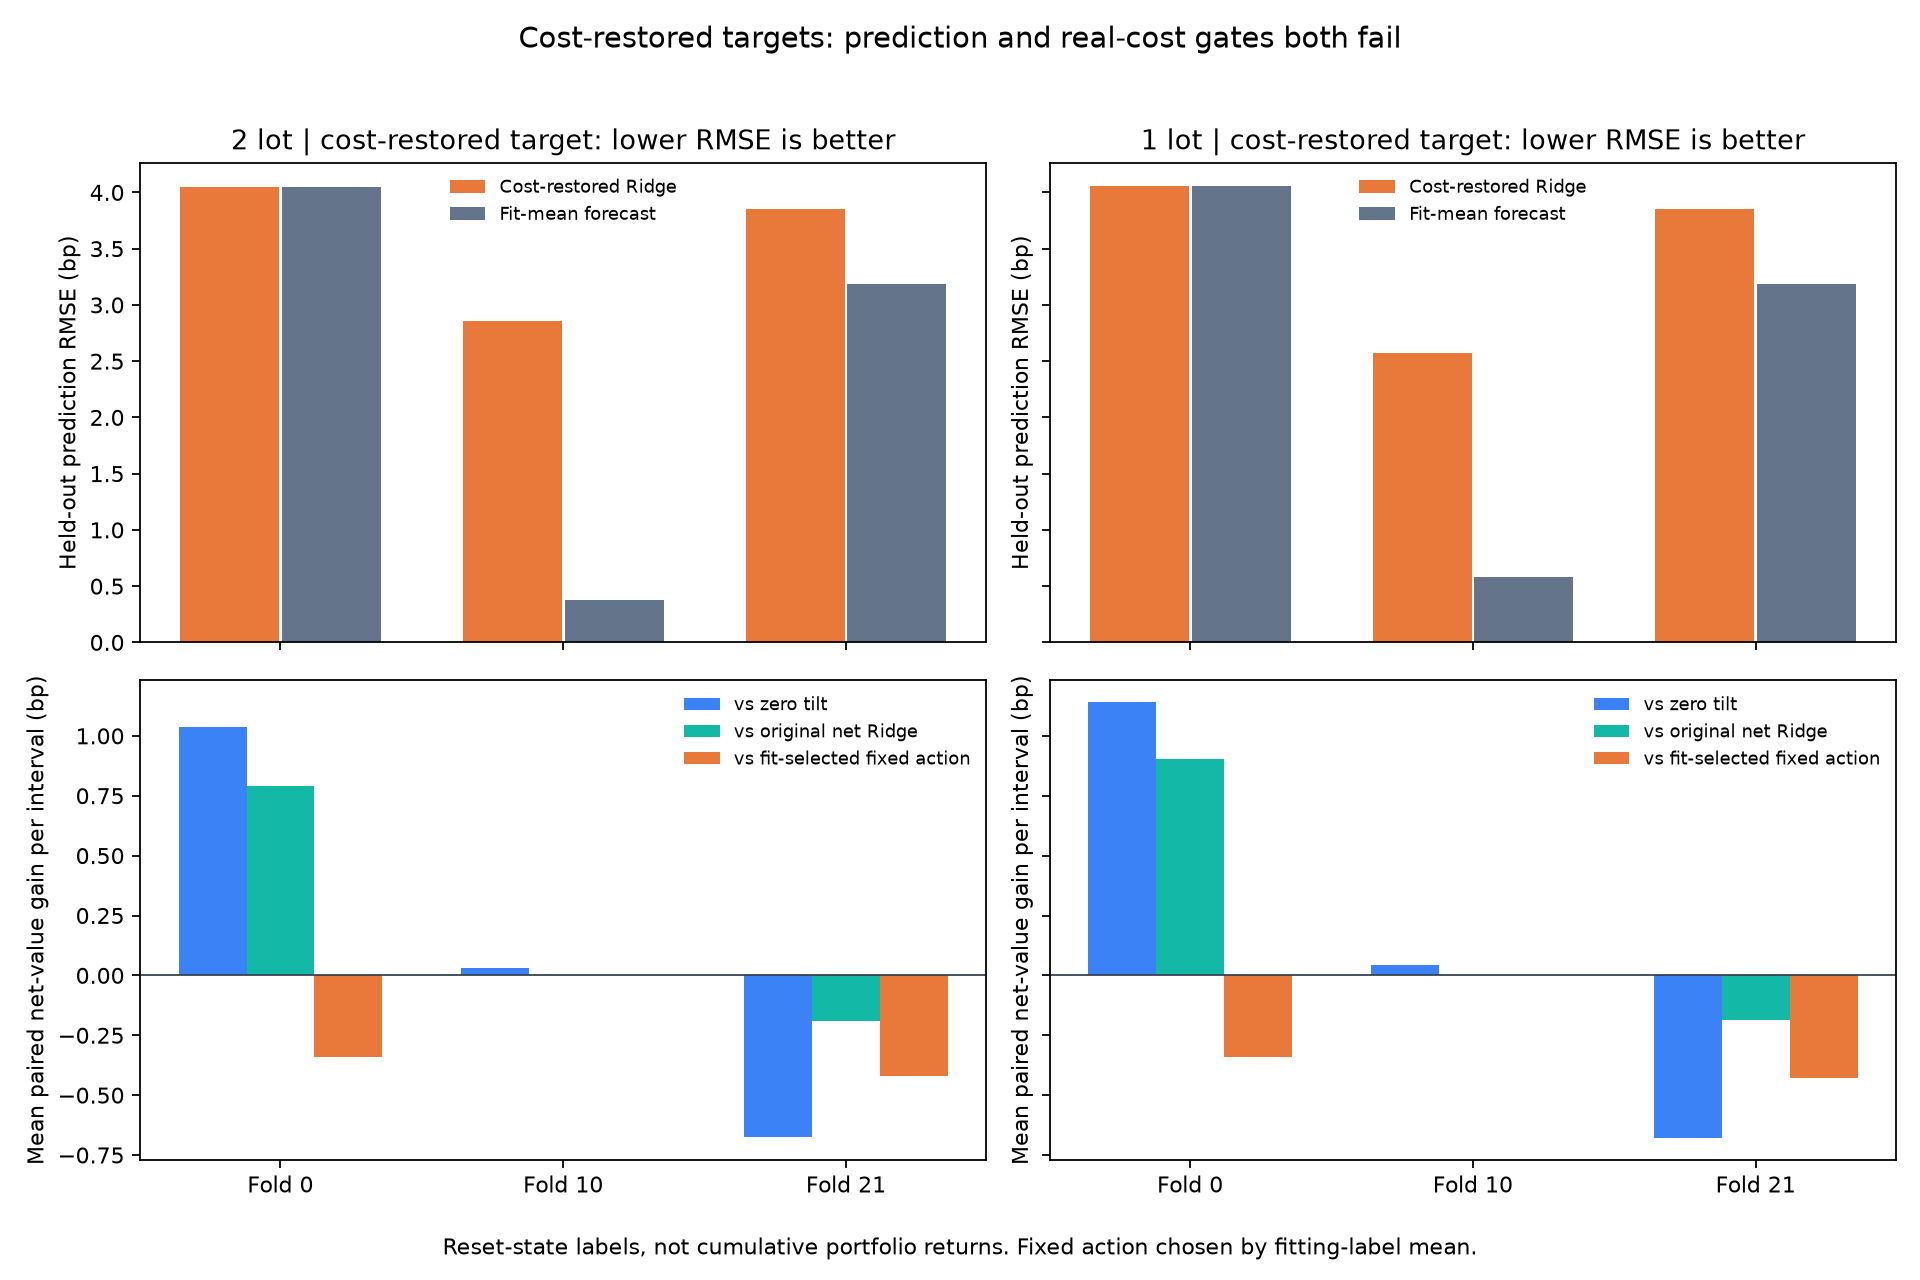 Cost-restored targets: prediction and real-cost gates both fail
2 lot | cost-restored target: lower RMSE is better
Held-out prediction RMSE (bp)
4.0
3.5
3.0
2.5
2.0
1.5
1.0
0.5
0.0
Cost-restored Ridge
Fit-mean forecast
1 lot | cost-restored target: lower RMSE is better
Held-out prediction RMSE (bp)
Cost-restored Ridge
Fit-mean forecast
Mean paired net-value gain per interval (bp)
1.00
0.75
0.50
0.25
0.00
−0.25
−0.50
−0.75
vs zero tilt
vs original net Ridge
vs fit-selected fixed action
Fold 0
Fold 10
Fold 21
Mean paired net-value gain per interval (bp)
vs zero tilt
vs original net Ridge
vs fit-selected fixed action
Fold 0
Fold 10
Fold 21
Reset-state labels, not cumulative portfolio returns. Fixed action chosen by fitting-label mean.